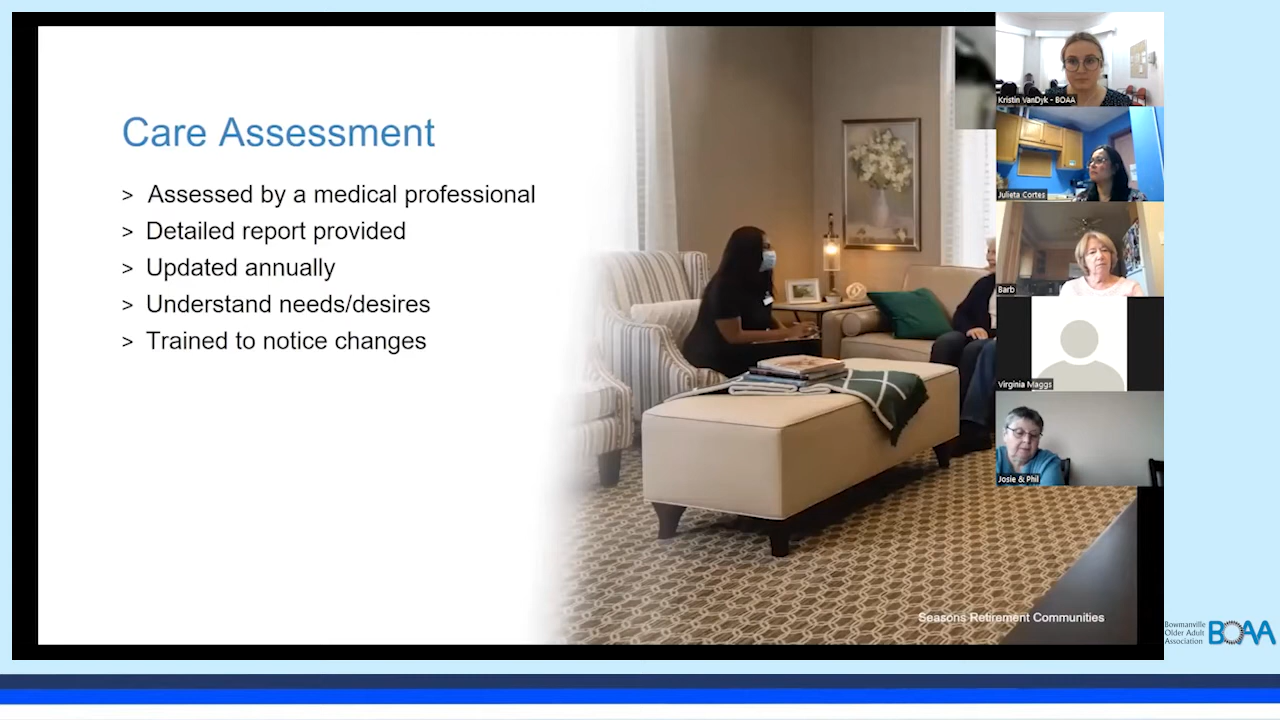 Care Assessment
> Assessed by a medical professional
> Detailed report provided
> Updated annually
> Understand needs/desires
> Trained to notice changes
Seasons Retirement Communities
Kristin VanDyk - BOAA
Julieta Cortes
Barb
Virginia Maggs
Josie & Phil
Bowmanville
Older Adult
Association
BOAA